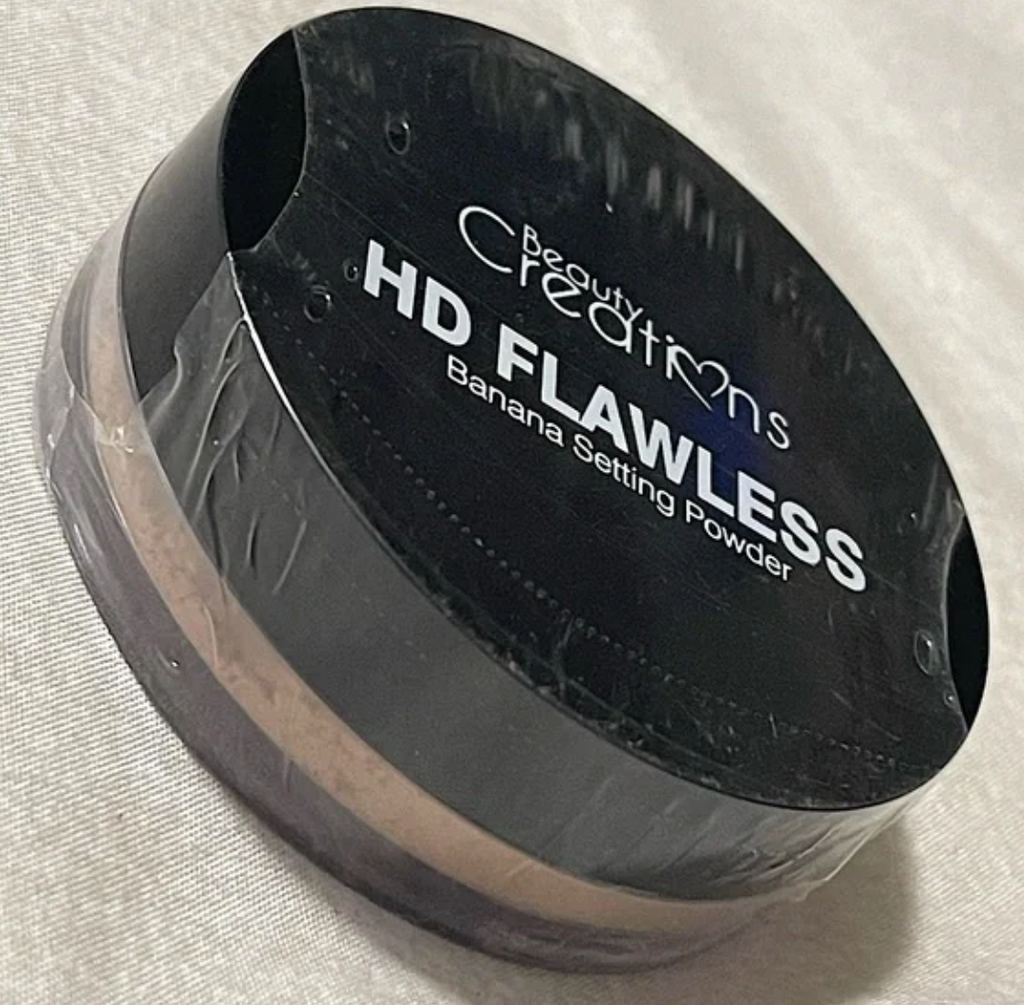 Beauty
Creations
HD FLAWLESS
Banana Setting Powder